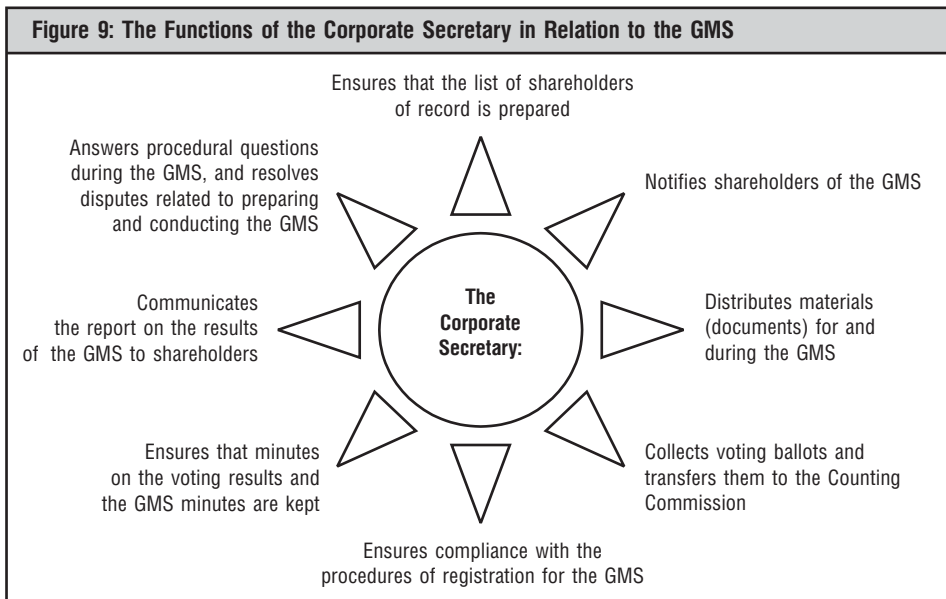 Figure 9: The Functions of the Corporate Secretary in Relation to the GMS
Ensures that the list of shareholders
of record is prepared
Notifies shareholders of the GMS
Distributes materials
(documents) for and
during the GMS
Collects voting ballots and
transfers them to the Counting
Commission
Ensures compliance with the
procedures of registration for the GMS
Ensures that minutes
on the voting results and
the GMS minutes are kept
Communicates
the report on the results
of the GMS to shareholders
Answers procedural questions
during the GMS, and resolves
disputes related to preparing
and conducting the GMS
The
Corporate
Secretary: